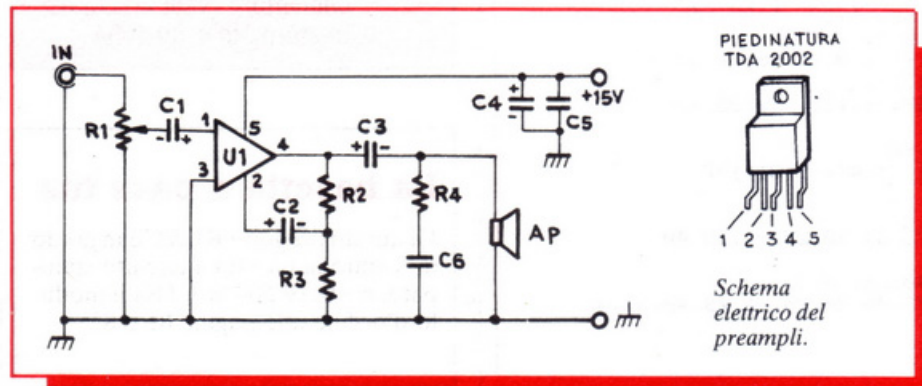 IN
R1
C1
- +
1
5
U1
3
2
4
C2
+ -
C3
+ -
R2
R3
R4
C6
AP
C4
+
-
C5
+15V
PIEDINATURA
TDA 2002
1 2 3 4 5
Schema
elettrico del
preampli.